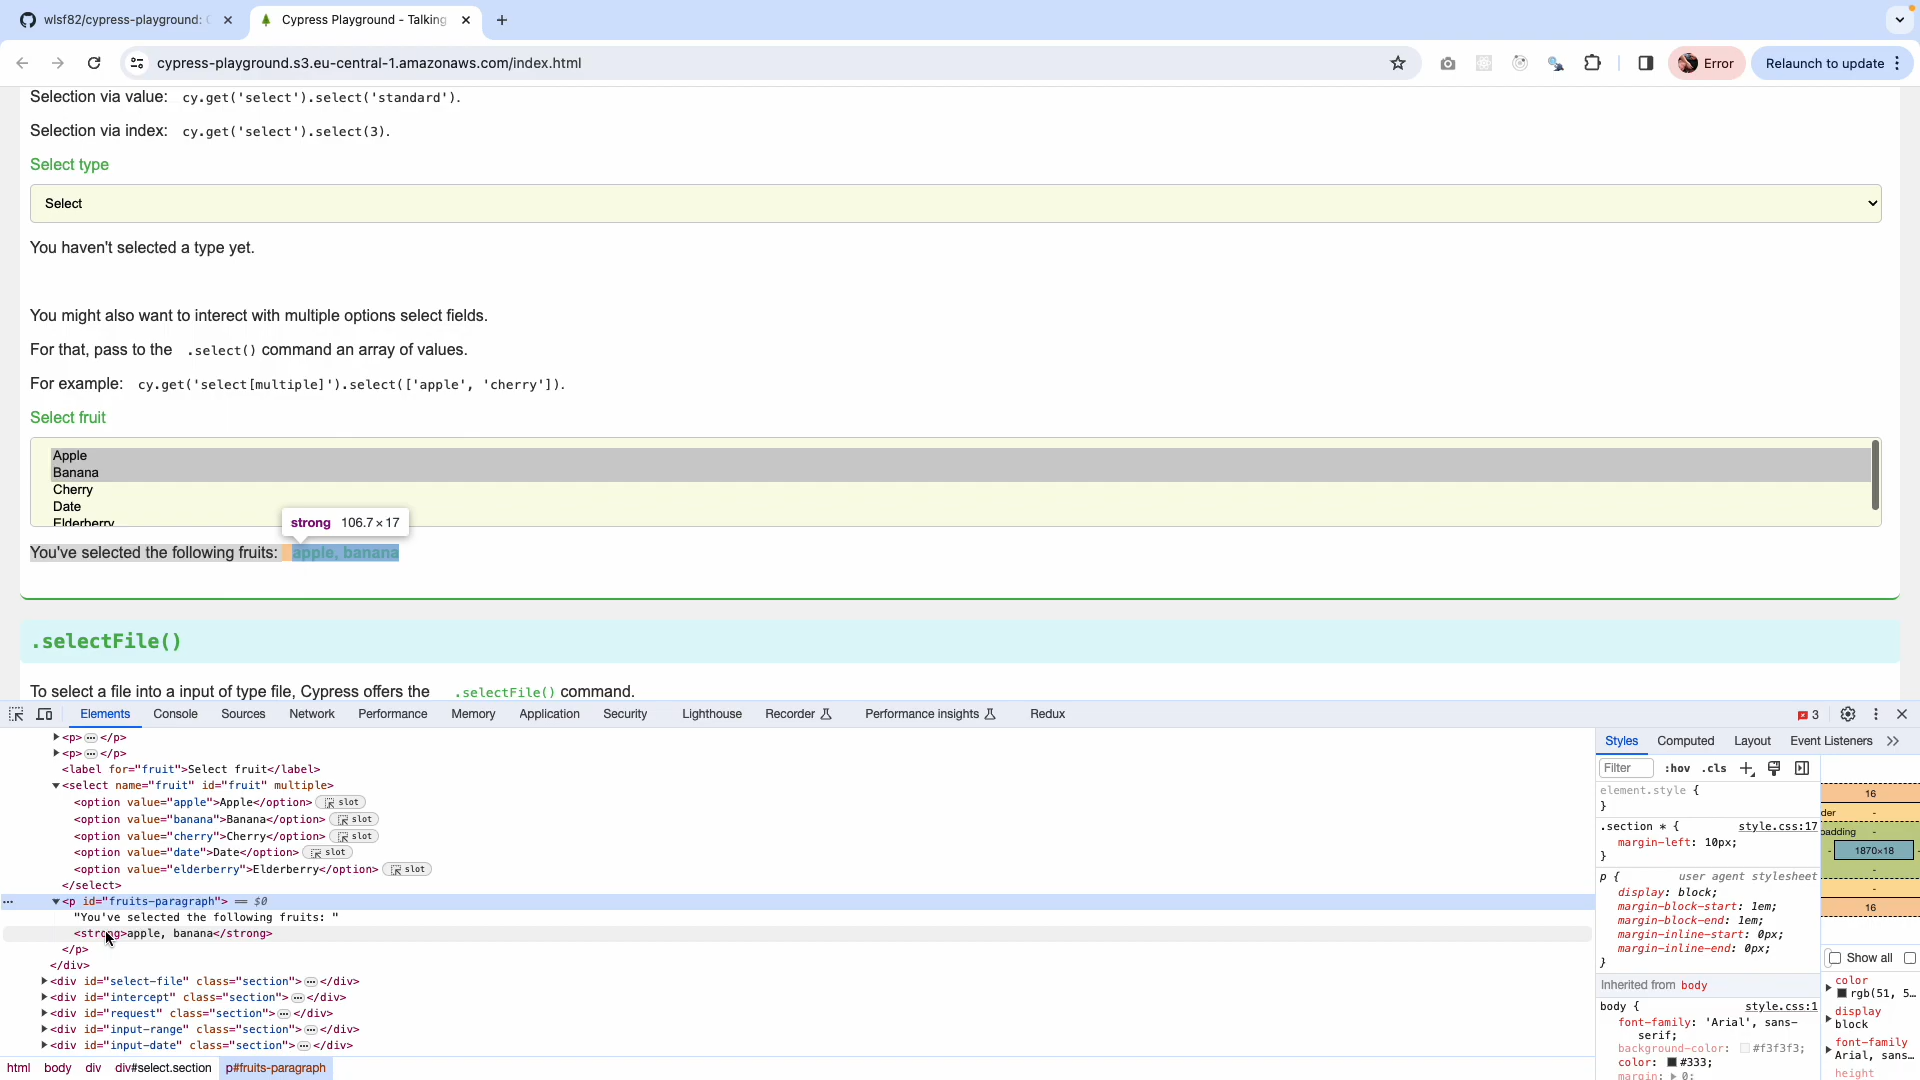 wlsf82/cypress-playground:
Cypress Playground - Talking
cypress-playground.s3.eu-central-1.amazonaws.com/index.html
Error
Relaunch to update
Selection via value: cy.get('select').select('standard').
Selection via index: cy.get('select').select(3).
Select type
Select
You haven't selected a type yet.
You might also want to interect with multiple options select fields.
For that, pass to the .select() command an array of values.
For example: cy.get('select[multiple]').select(['apple', 'cherry']).
Select fruit
Apple
Banana
Cherry
Date
Elderberry
strong 106.7×17
You've selected the following fruits: apple, banana
.selectFile()
To select a file into a input of type file, Cypress offers the .selectFile() command.
Elements Console Sources Network Performance Memory Application Security Lighthouse Recorder Performance insights Redux 3
<p> ⋯ </p>
<p> ⋯ </p>
<label for="fruit">Select fruit</label>
<select name="fruit" id="fruit" multiple>
<option value="apple">Apple</option> slot
<option value="banana">Banana</option> slot
<option value="cherry">Cherry</option> slot
<option value="date">Date</option> slot
<option value="elderberry">Elderberry</option> slot
</select>
<p id="fruits-paragraph"> == $0
"You've selected the following fruits: "
<strong>apple, banana</strong>
</p>
</div>
<div id="select-file" class="section"> ⋯ </div>
<div id="intercept" class="section"> ⋯ </div>
<div id="request" class="section"> ⋯ </div>
<div id="input-range" class="section"> ⋯ </div>
<div id="input-date" class="section"> ⋯ </div>
html body div div#select.section p#fruits-paragraph
Styles Computed Layout Event Listeners
Filter :hov .cls
element.style {
}
.section * { style.css:17
margin-left: 10px;
}
p { user agent stylesheet
display: block;
margin-block-start: 1em;
margin-block-end: 1em;
margin-inline-start: 0px;
margin-inline-end: 0px;
}
Inherited from body
body { style.css:1
font-family: 'Arial', sans-
serif;
background-color: #f3f3f3;
color: #333;
margin: 0;
16
der -
padding -
- 1870×18 -
-
-
16
Show all
color
rgb(51, 5…
display
block
font-family
Arial, sans…
height